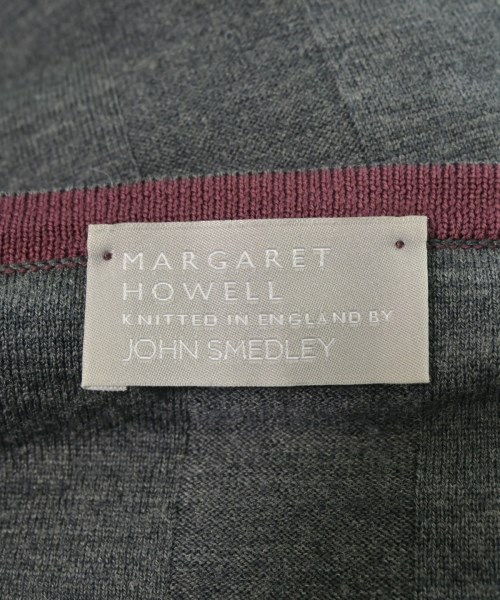 MARGARET
HOWELL
KNITTED IN ENGLAND BY
JOHN SMEDLEY